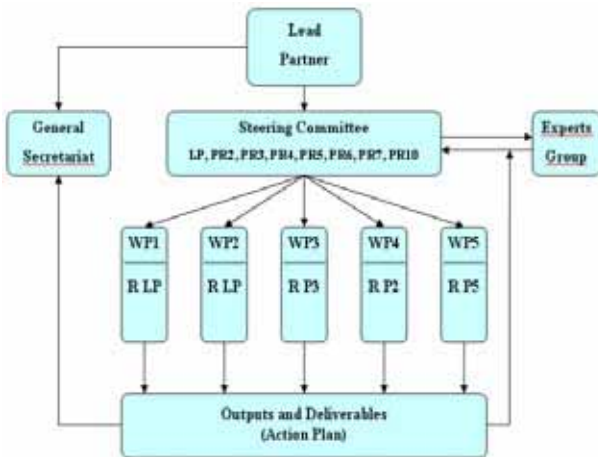 Lead
Partner
General
Secretariat
Steering Committee
LP, PR2, PR3, PR4, PR5, PR6, PR7, PR10
Experts
Group
WP1
R LP
WP2
R LP
WP3
R P3
WP4
R P2
WP5
R P5
Outputs and Deliverables
(Action Plan)